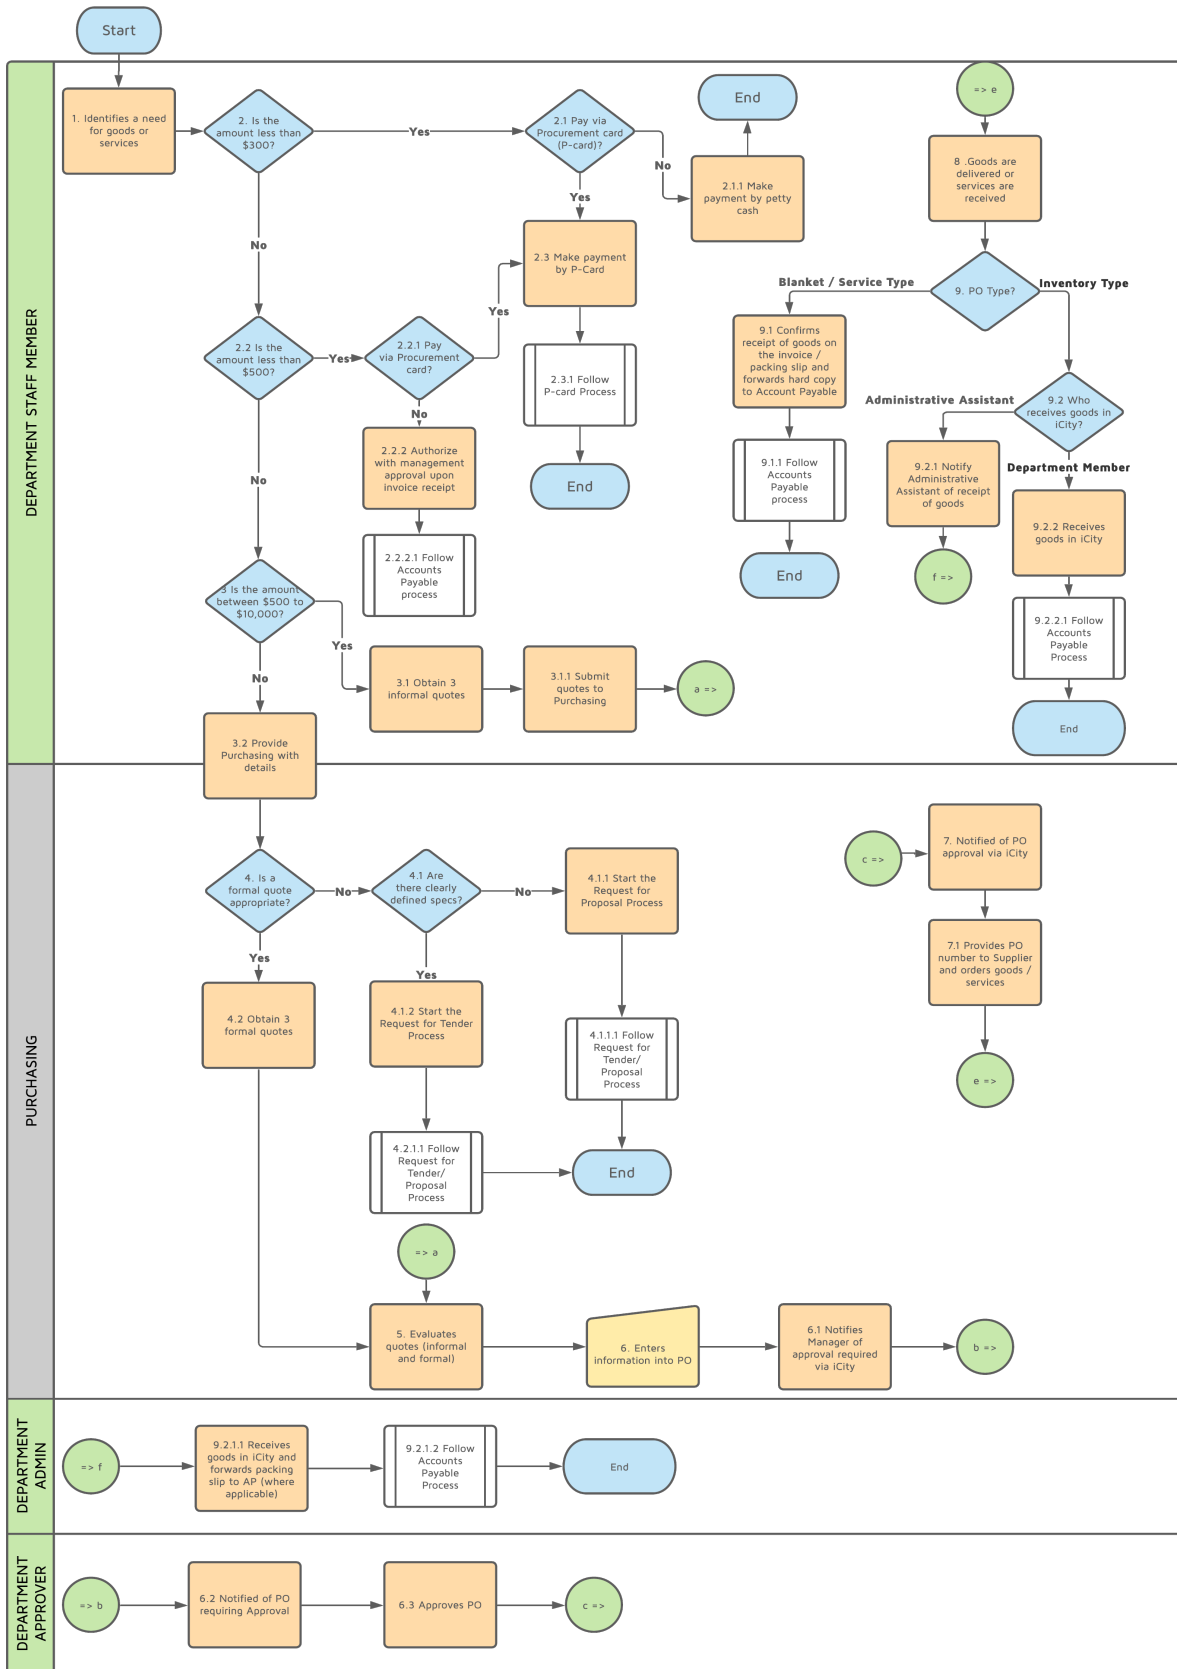 Start
DEPARTMENT STAFF MEMBER
1. Identifies a need
for goods or
services
2. Is the
amount less than
$300?
Yes
2.1 Pay via
Procurement card
(P-card)?
No
2.1.1 Make
payment by petty
cash
End
Yes
2.3 Make payment
by P-Card
2.3.1 Follow
P-card Process
End
No
2.2 Is the
amount less than
$500?
Yes
2.2.1 Pay
via Procurement
card?
Yes
No
2.2.2 Authorize
with management
approval upon
invoice receipt
2.2.2.1 Follow
Accounts
Payable
process
No
3 Is the amount
between $500 to
$10,000?
Yes
3.1 Obtain 3
informal quotes
3.1.1 Submit
quotes to
Purchasing
a =>
No
3.2 Provide
Purchasing with
details
=> e
8 .Goods are
delivered or
services are
received
9. PO Type?
Blanket / Service Type
Inventory Type
9.1 Confirms
receipt of goods on
the invoice /
packing slip and
forwards hard copy
to Account Payable
9.1.1 Follow
Accounts
Payable
process
End
9.2 Who
receives goods in
iCity?
Administrative Assistant
9.2.1 Notify
Administrative
Assistant of receipt
of goods
f =>
Department Member
9.2.2 Receives
goods in iCity
9.2.2.1 Follow
Accounts
Payable
Process
End
PURCHASING
4. Is a
formal quote
appropriate?
No
4.1 Are
there clearly
defined specs?
No
4.1.1 Start the
Request for
Proposal Process
Yes
4.2 Obtain 3
formal quotes
Yes
4.1.2 Start the
Request for Tender
Process
4.1.1.1 Follow
Request for
Tender/
Proposal
Process
4.2.1.1 Follow
Request for
Tender/
Proposal
Process
End
=> a
5. Evaluates
quotes (informal
and formal)
6. Enters
information into PO
6.1 Notifies
Manager of
approval required
via iCity
b =>
c =>
7. Notified of PO
approval via iCity
7.1 Provides PO
number to Supplier
and orders goods /
services
e =>
DEPARTMENT
ADMIN
=> f
9.2.1.1 Receives
goods in iCity and
forwards packing
slip to AP (where
applicable)
9.2.1.2 Follow
Accounts
Payable
Process
End
DEPARTMENT
APPROVER
=> b
6.2 Notified of PO
requiring Approval
6.3 Approves PO
c =>